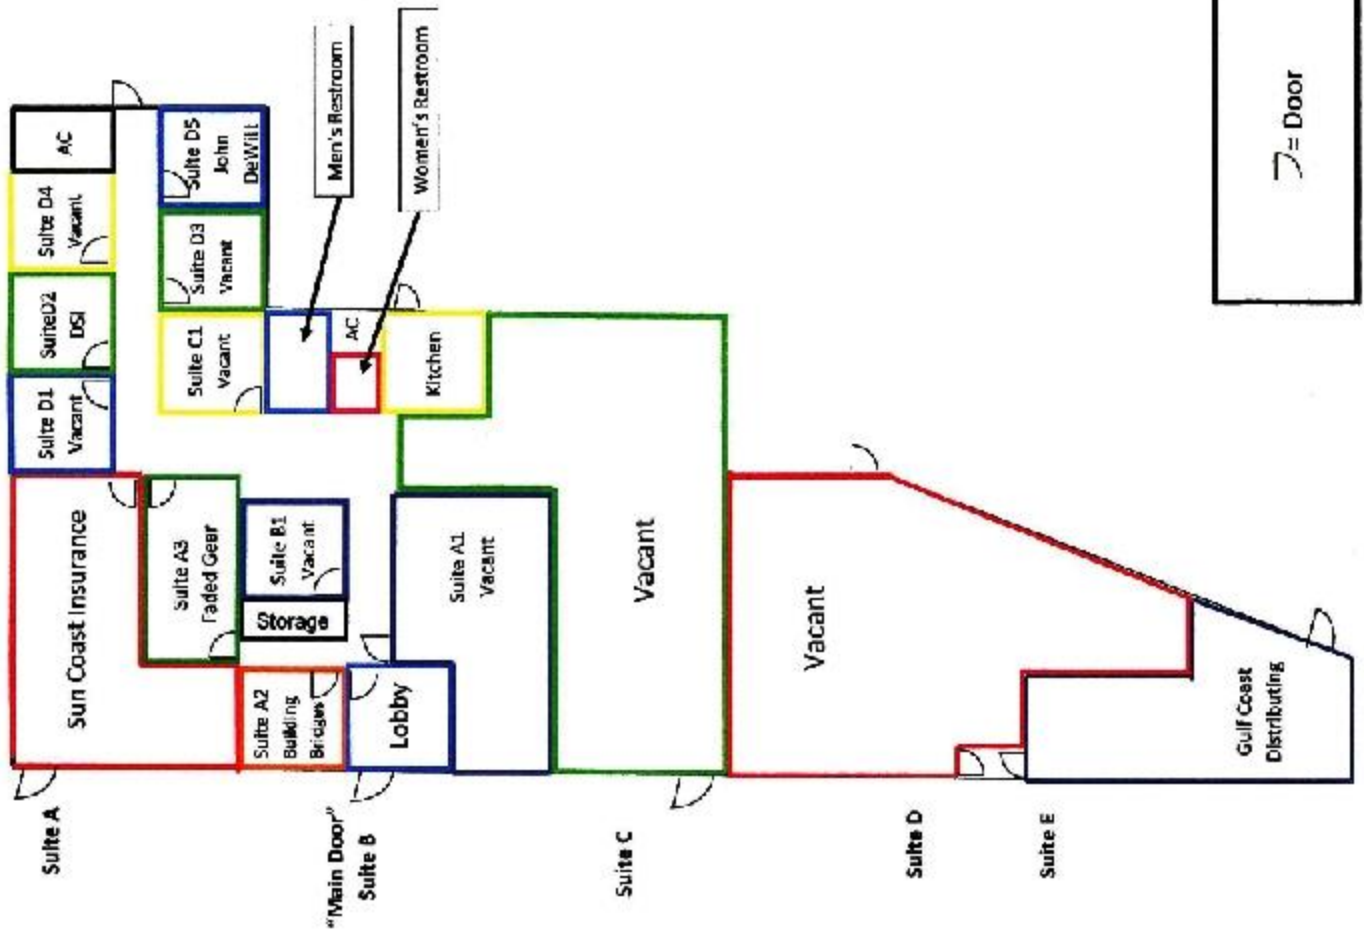 Suite A
"Main Door"
Suite B
Suite C
Suite D
Suite E
Sun Coast Insurance
Suite A2
Building
Bridges
Lobby
Suite A3
Faded Gear
Storage
Suite B1
Vacant
Suite A1
Vacant
Vacant
Vacant
Gulf Coast
Distributing
Suite D1
Vacant
SuiteD2
DSI
Suite D4
Vacant
AC
Suite C1
Vacant
Suite D3
Vacant
Suite D5
John
DeWitt
AC
Kitchen
Men's Restroom
Women's Restroom
= Door